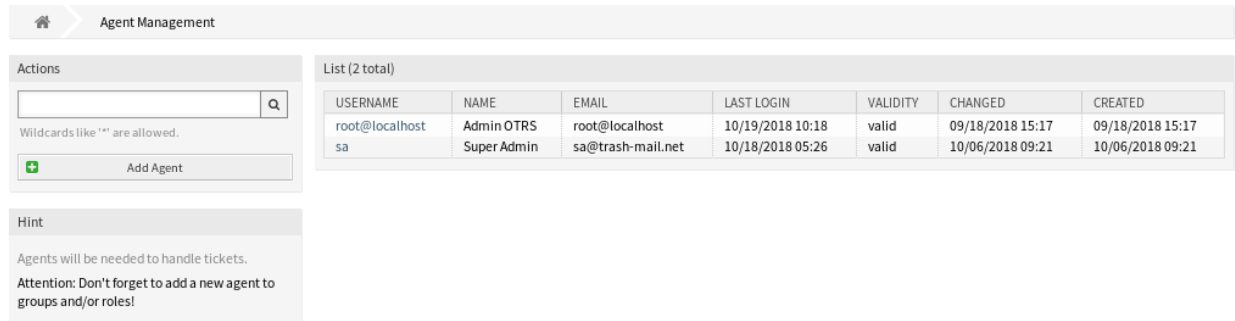 Agent Management
Actions
Wildcards like '*' are allowed.
Add Agent
Hint
Agents will be needed to handle tickets.
Attention: Don't forget to add a new agent to
groups and/or roles!
List (2 total)
USERNAME NAME EMAIL LAST LOGIN VALIDITY CHANGED CREATED
root@localhost Admin OTRS root@localhost 10/19/2018 10:18 valid 09/18/2018 15:17 09/18/2018 15:17
sa Super Admin sa@trash-mail.net 10/18/2018 05:26 valid 10/06/2018 09:21 10/06/2018 09:21